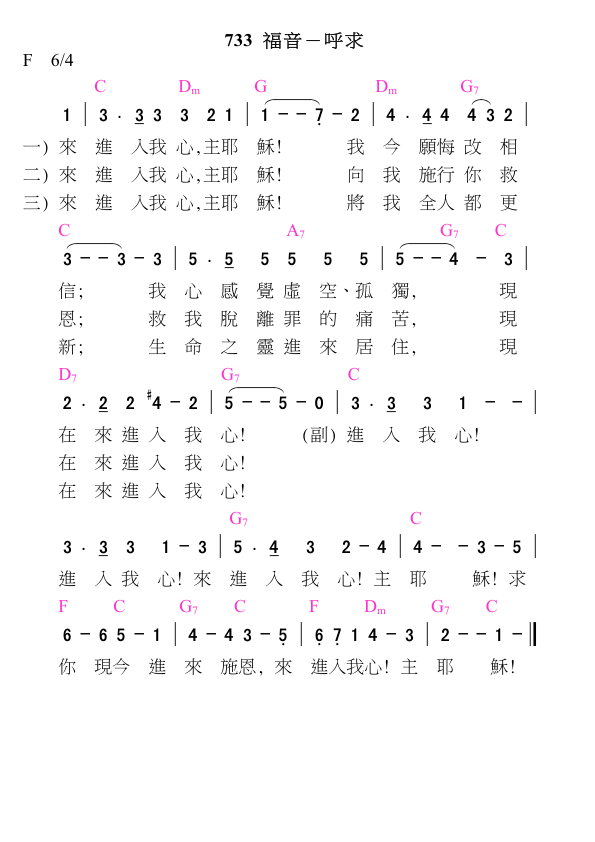 733 福音－呼求
F 6/4
C Dm G Dm G7
1 | 3 . 3 3 3 2 1 | 1 - - 7 - 2 | 4 . 4 4 4 3 2 |
一) 來 進 入我 心,主耶 穌! 我 今 願悔 改 相
二) 來 進 入我 心,主耶 穌! 向 我 施行 你 救
三) 來 進 入我 心,主耶 穌! 將 我 全人 都 更
C A7 G7 C
3 - - 3 - 3 | 5 . 5 5 5 5 5 | 5 - - 4 - 3 |
信; 我 心 感 覺 虛 空、孤 獨, 現
恩; 救 我 脫 離 罪 的 痛 苦, 現
新; 生 命 之 靈 進 來 居 住, 現
D7 G7 C
2 . 2 2 #4 - 2 | 5 - - 5 - 0 | 3 . 3 3 1 - - |
在 來 進 入 我 心! (副) 進 入 我 心!
在 來 進 入 我 心!
在 來 進 入 我 心!
G7 C
3 . 3 3 1 - 3 | 5 . 4 3 2 - 4 | 4 - - 3 - 5 |
進 入 我 心! 來 進 入 我 心! 主 耶 穌! 求
F C G7 C F Dm G7 C
6 - 6 5 - 1 | 4 - 4 3 - 5 | 6 7 1 4 - 3 | 2 - - 1 - ‖
你 現今 進 來 施恩, 來 進入我心! 主 耶 穌!